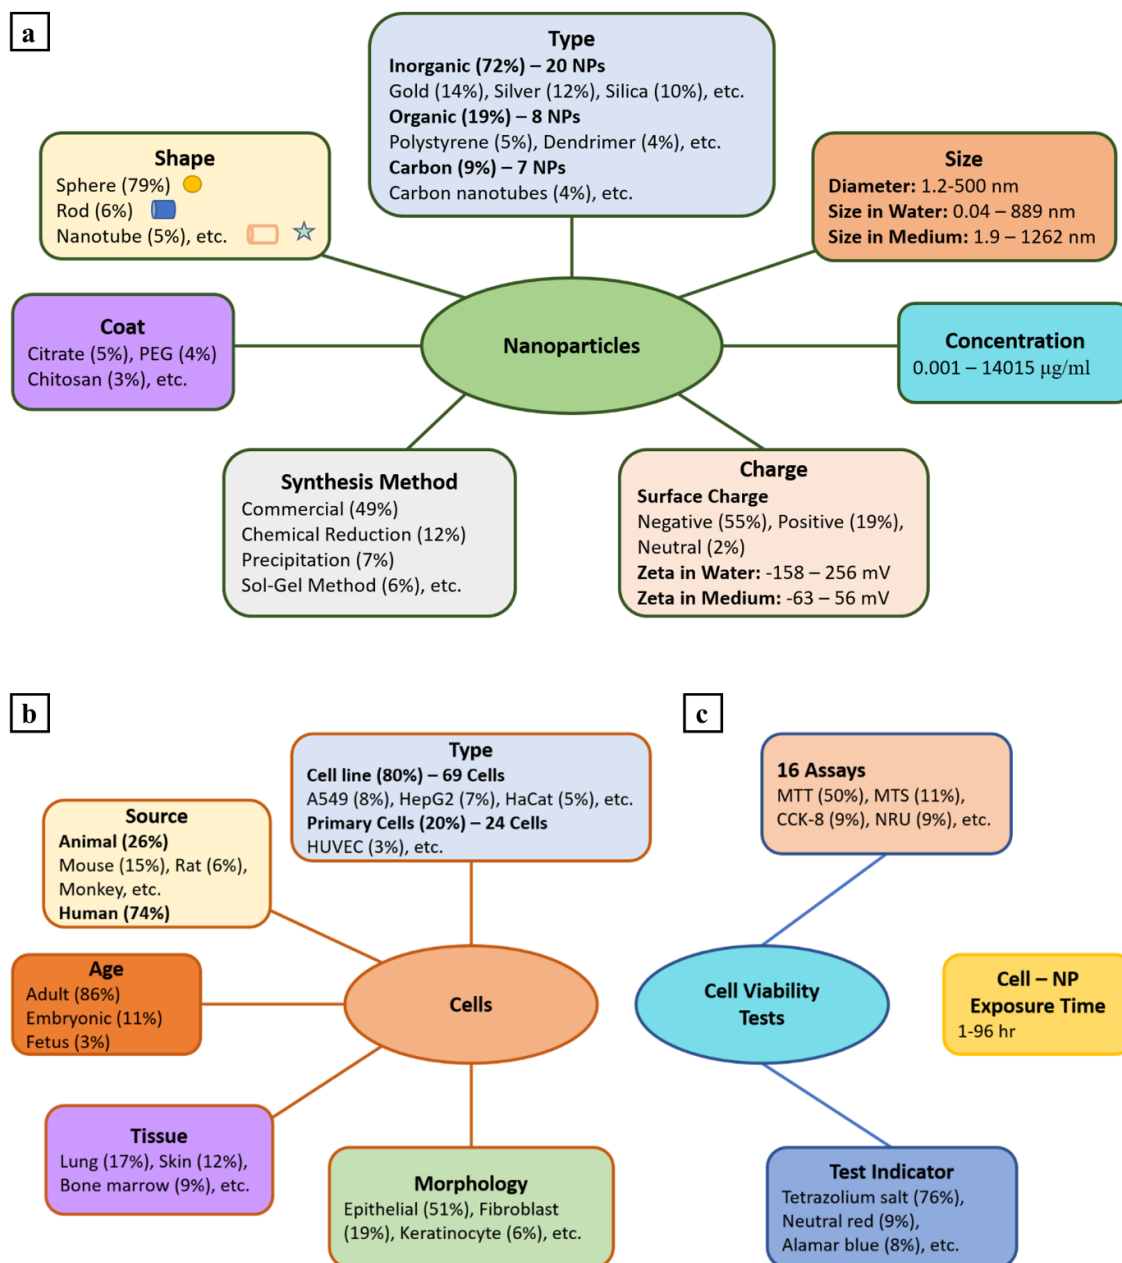 a
Type
Inorganic (72%) – 20 NPs
Gold (14%), Silver (12%), Silica (10%), etc.
Organic (19%) – 8 NPs
Polystyrene (5%), Dendrimer (4%), etc.
Carbon (9%) – 7 NPs
Carbon nanotubes (4%), etc.
Shape
Sphere (79%)
Rod (6%)
Nanotube (5%), etc.
Size
Diameter: 1.2-500 nm
Size in Water: 0.04 – 889 nm
Size in Medium: 1.9 – 1262 nm
Coat
Citrate (5%), PEG (4%)
Chitosan (3%), etc.
Nanoparticles
Concentration
0.001 – 14015 µg/ml
Synthesis Method
Commercial (49%)
Chemical Reduction (12%)
Precipitation (7%)
Sol-Gel Method (6%), etc.
Charge
Surface Charge
Negative (55%), Positive (19%),
Neutral (2%)
Zeta in Water: -158 – 256 mV
Zeta in Medium: -63 – 56 mV
b
Type
Cell line (80%) – 69 Cells
A549 (8%), HepG2 (7%), HaCat (5%), etc.
Primary Cells (20%) – 24 Cells
HUVEC (3%), etc.
Source
Animal (26%)
Mouse (15%), Rat (6%),
Monkey, etc.
Human (74%)
Age
Adult (86%)
Embryonic (11%)
Fetus (3%)
Cells
Tissue
Lung (17%), Skin (12%),
Bone marrow (9%), etc.
Morphology
Epithelial (51%), Fibroblast
(19%), Keratinocyte (6%), etc.
c
16 Assays
MTT (50%), MTS (11%),
CCK-8 (9%), NRU (9%), etc.
Cell Viability
Tests
Cell – NP
Exposure Time
1-96 hr
Test Indicator
Tetrazolium salt (76%),
Neutral red (9%),
Alamar blue (8%), etc.